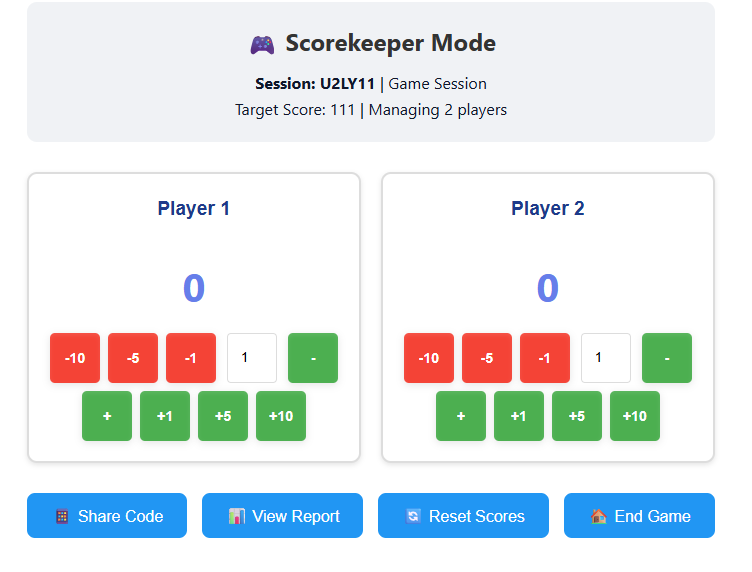 🎮 Scorekeeper Mode
Session: U2LY11 | Game Session
Target Score: 111 | Managing 2 players
Player 1
0
-10 -5 -1 1 -
+ +1 +5 +10
Player 2
0
-10 -5 -1 1 -
+ +1 +5 +10
Share Code
📊 View Report
🔄 Reset Scores
🏠 End Game